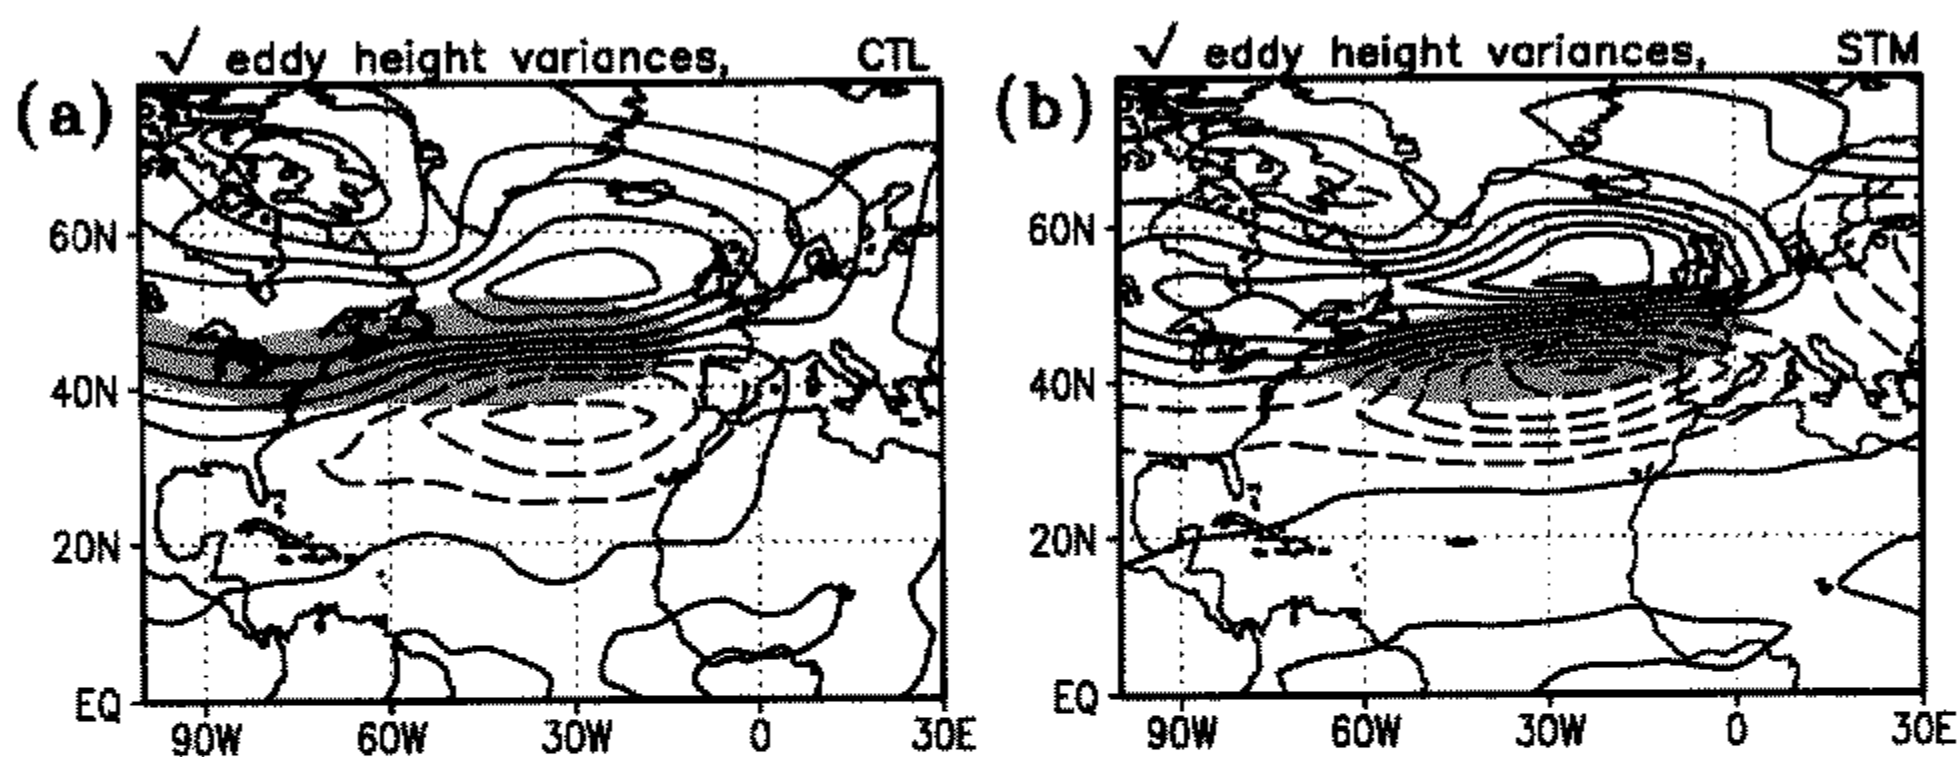 √ eddy height variances, CTL
(a)
60N
40N
20N
EQ
90W 60W 30W 0 30E
√ eddy height variances, STM
(b)
60N
40N
20N
EQ
90W 60W 30W 0 30E